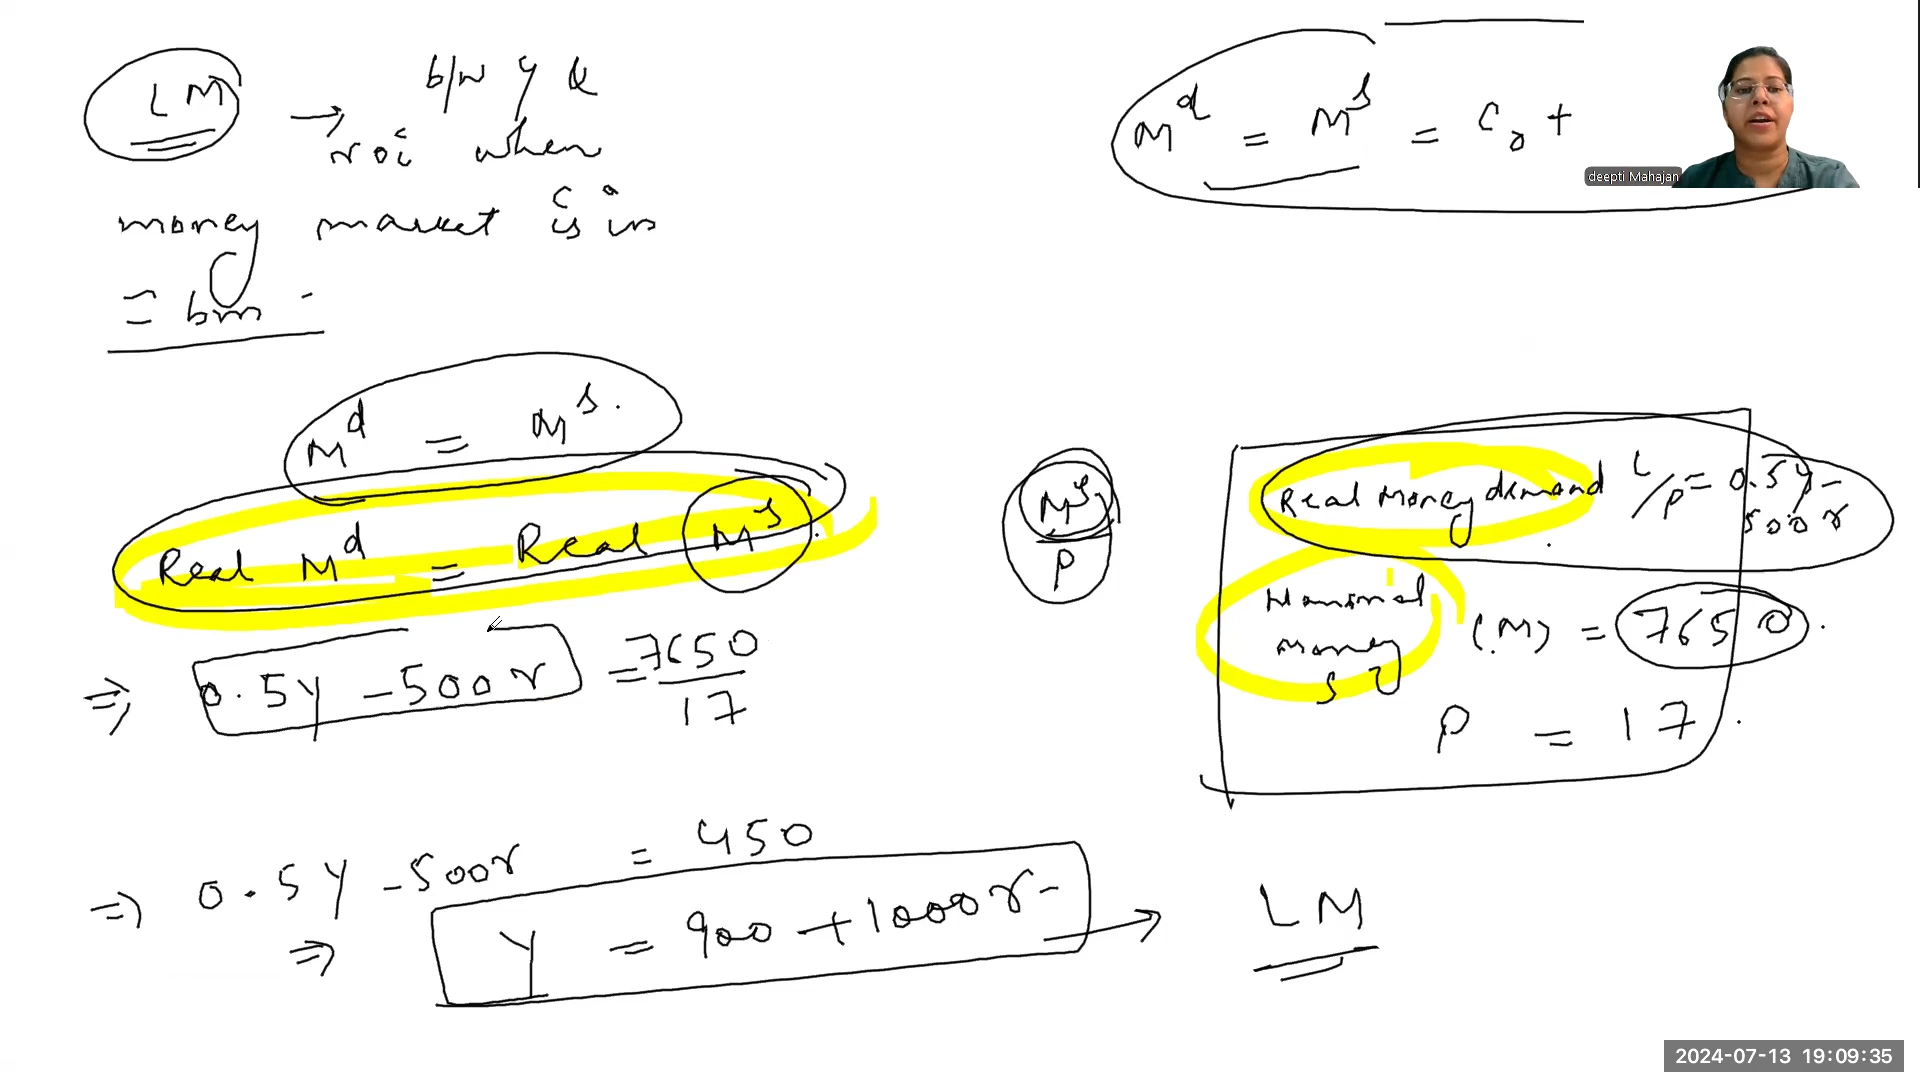 LM → b/w Y &
roi when
money market is in
= bm
M^d = M^s = C0 +
deepti Mahajan
M^d = M^s.
Real M^d = Real M^s.
M^s/P
⇒ 0.5Y - 500r = 7650/17
⇒ 0.5Y - 500r = 450
⇒ Y = 900 + 1000r → LM
Real Money demand L/P = 0.5Y -
500r
Nominal
money (M) = 7650.
S
P = 17.
2024-07-13 19:09:35